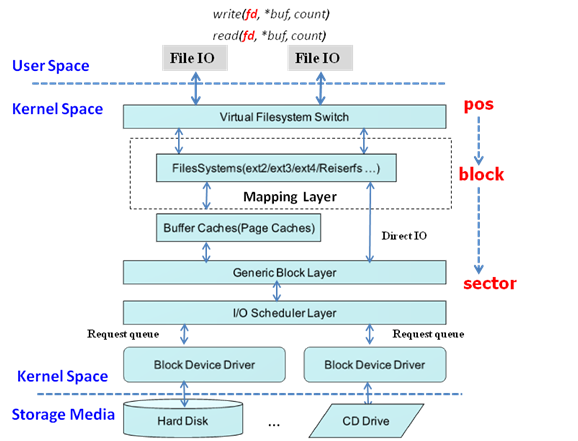 write(fd, *buf, count)
read(fd, *buf, count)
File IO
File IO
User Space
Kernel Space
Virtual Filesystem Switch
pos
FilesSystems(ext2/ext3/ext4/Reiserfs ...)
block
Mapping Layer
Buffer Caches(Page Caches)
Direct IO
Generic Block Layer
sector
I/O Scheduler Layer
Request queue
Request queue
Block Device Driver
Block Device Driver
Kernel Space
Storage Media
Hard Disk
...
CD Drive